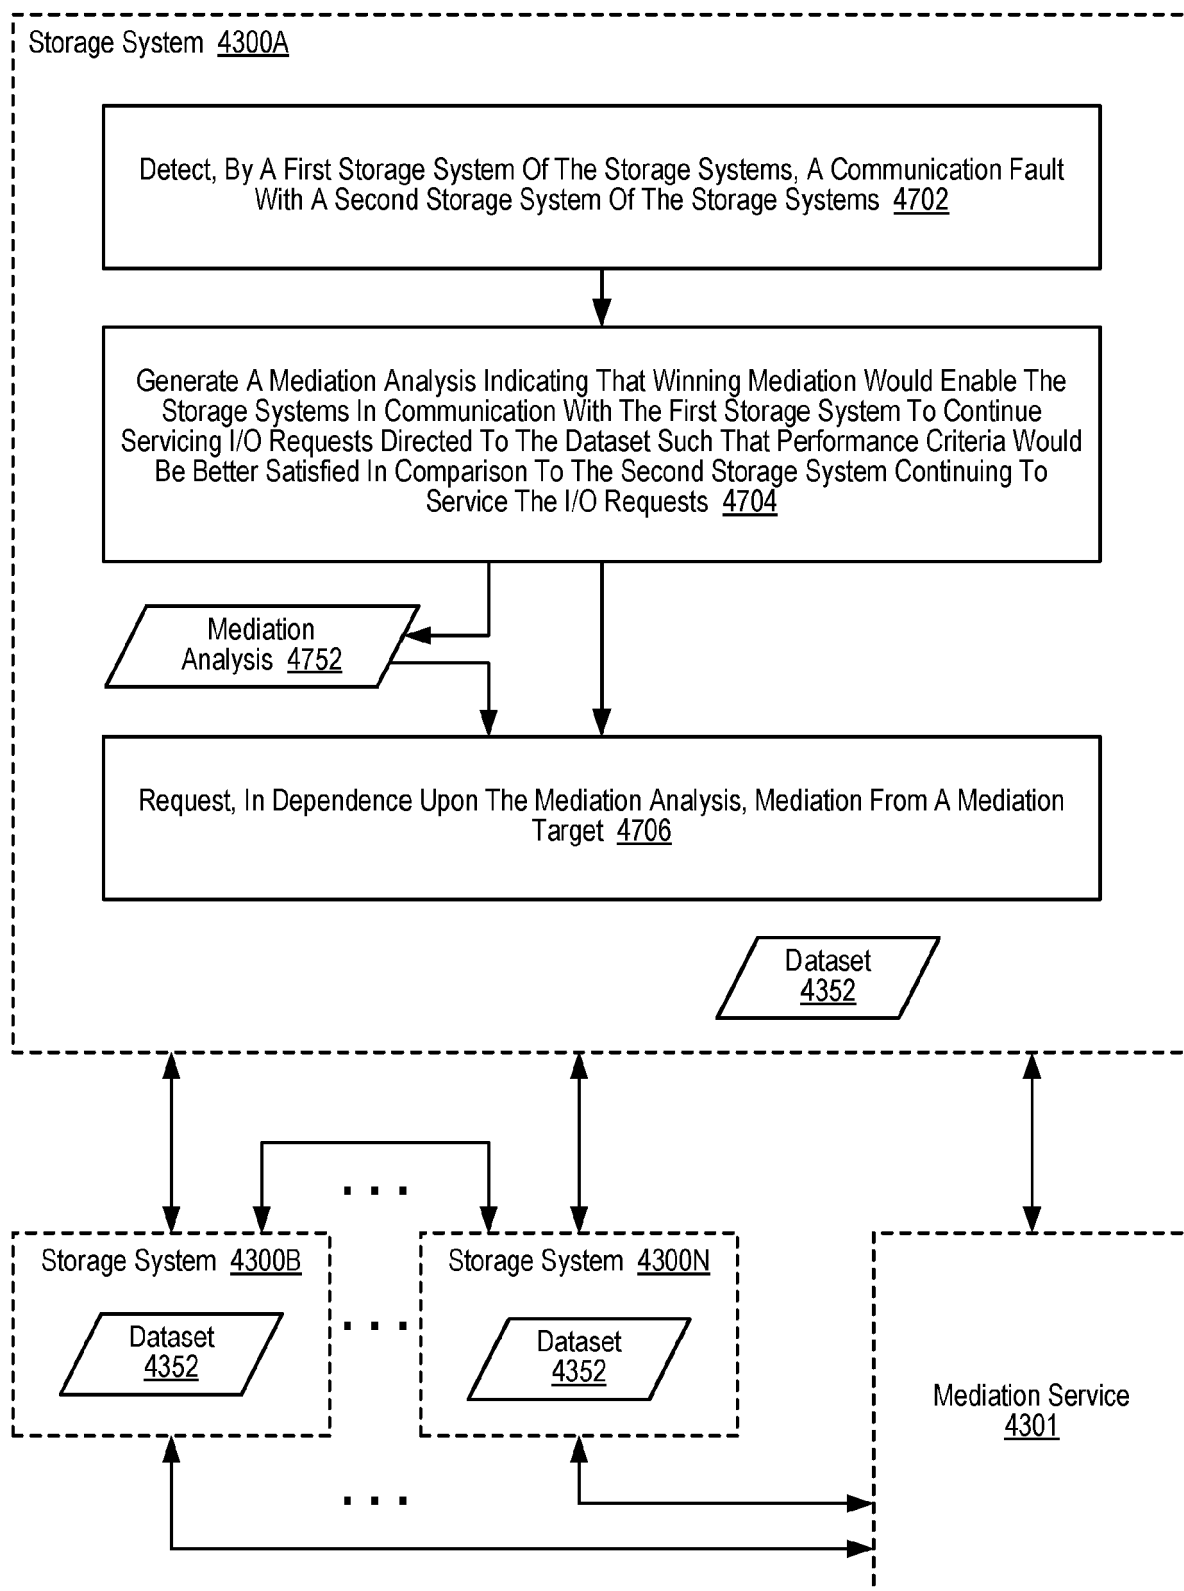 Storage System 4300A
Detect, By A First Storage System Of The Storage Systems, A Communication Fault
With A Second Storage System Of The Storage Systems 4702
Generate A Mediation Analysis Indicating That Winning Mediation Would Enable The
Storage Systems In Communication With The First Storage System To Continue
Servicing I/O Requests Directed To The Dataset Such That Performance Criteria Would
Be Better Satisfied In Comparison To The Second Storage System Continuing To
Service The I/O Requests 4704
Mediation
Analysis 4752
Request, In Dependence Upon The Mediation Analysis, Mediation From A Mediation
Target 4706
Dataset
4352
Storage System 4300B
Dataset
4352
Storage System 4300N
Dataset
4352
Mediation Service
4301